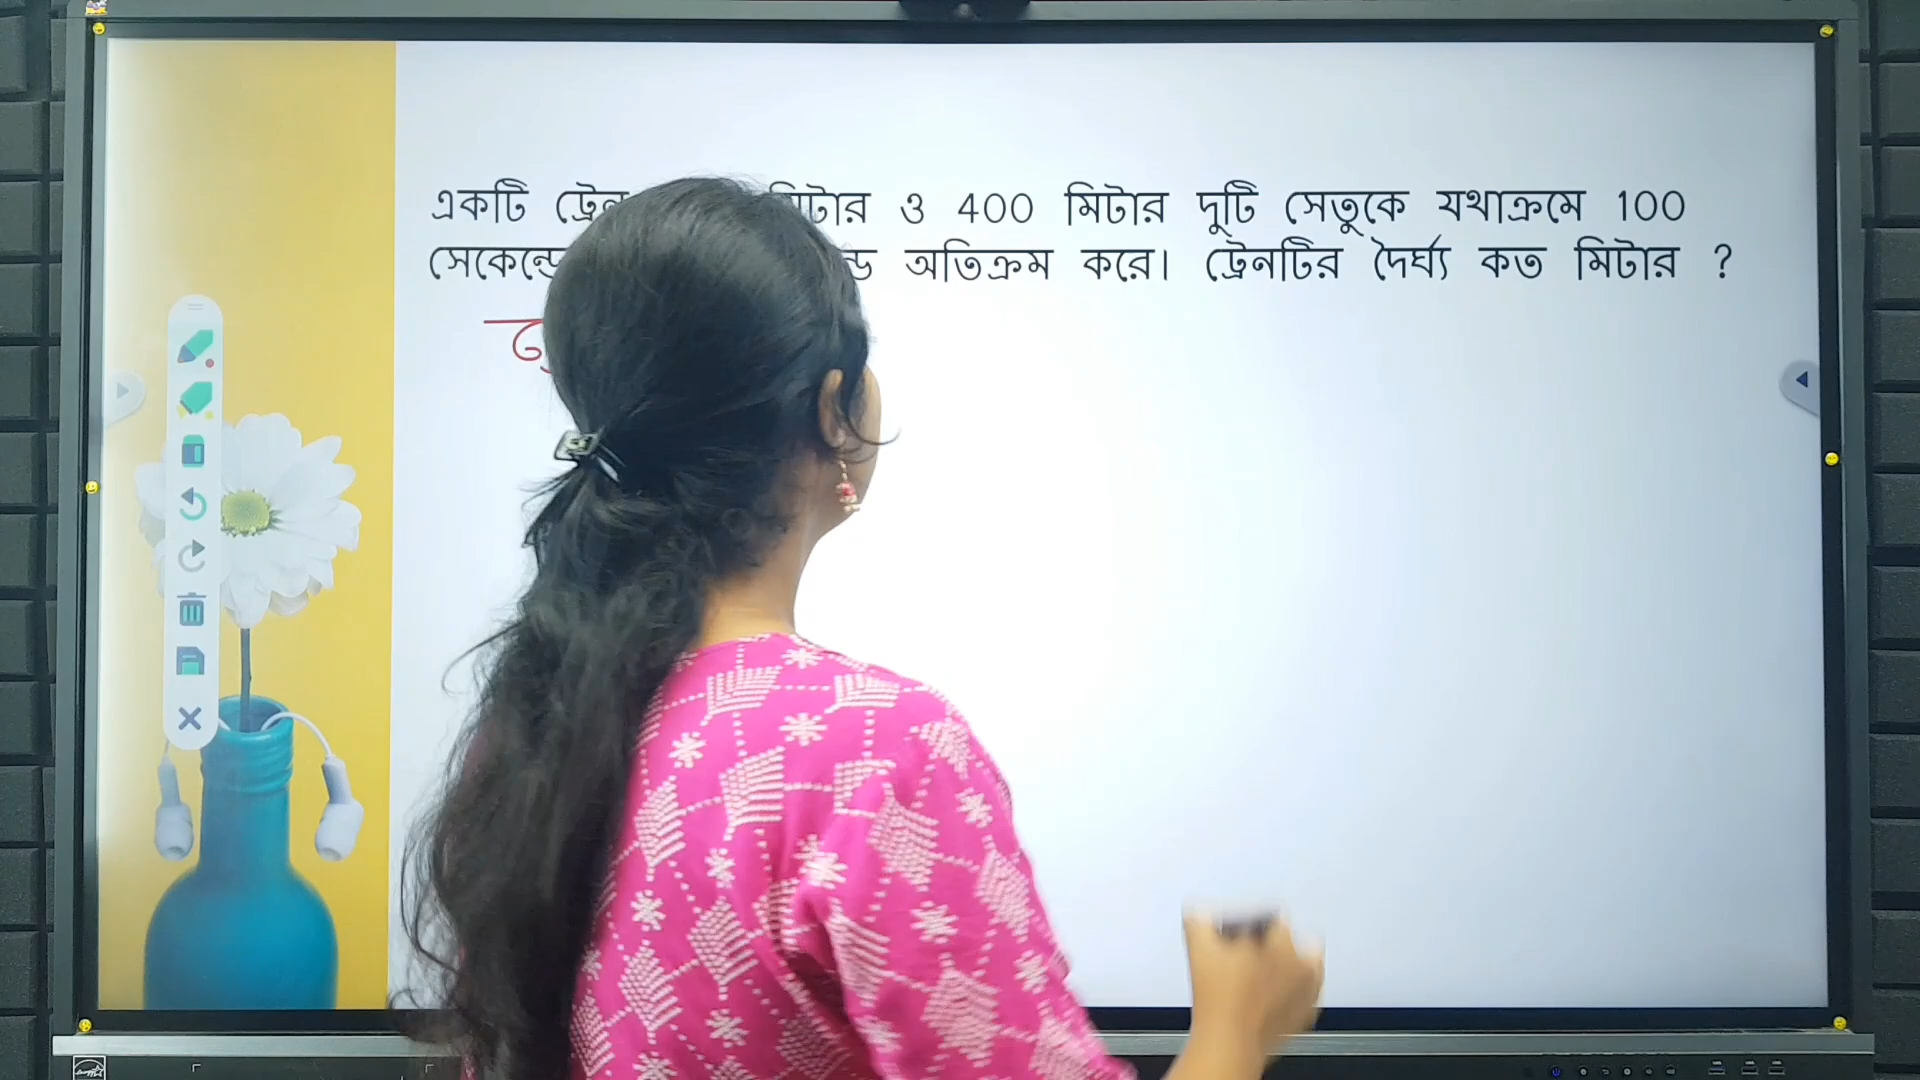 একটি মিটার ও 400 মিটার দুটি সেতুকে যথাক্রমে 100
সেকেন্ডে অতিক্রম করে। ট্রেনটির দৈর্ঘ্য কত মিটার ?